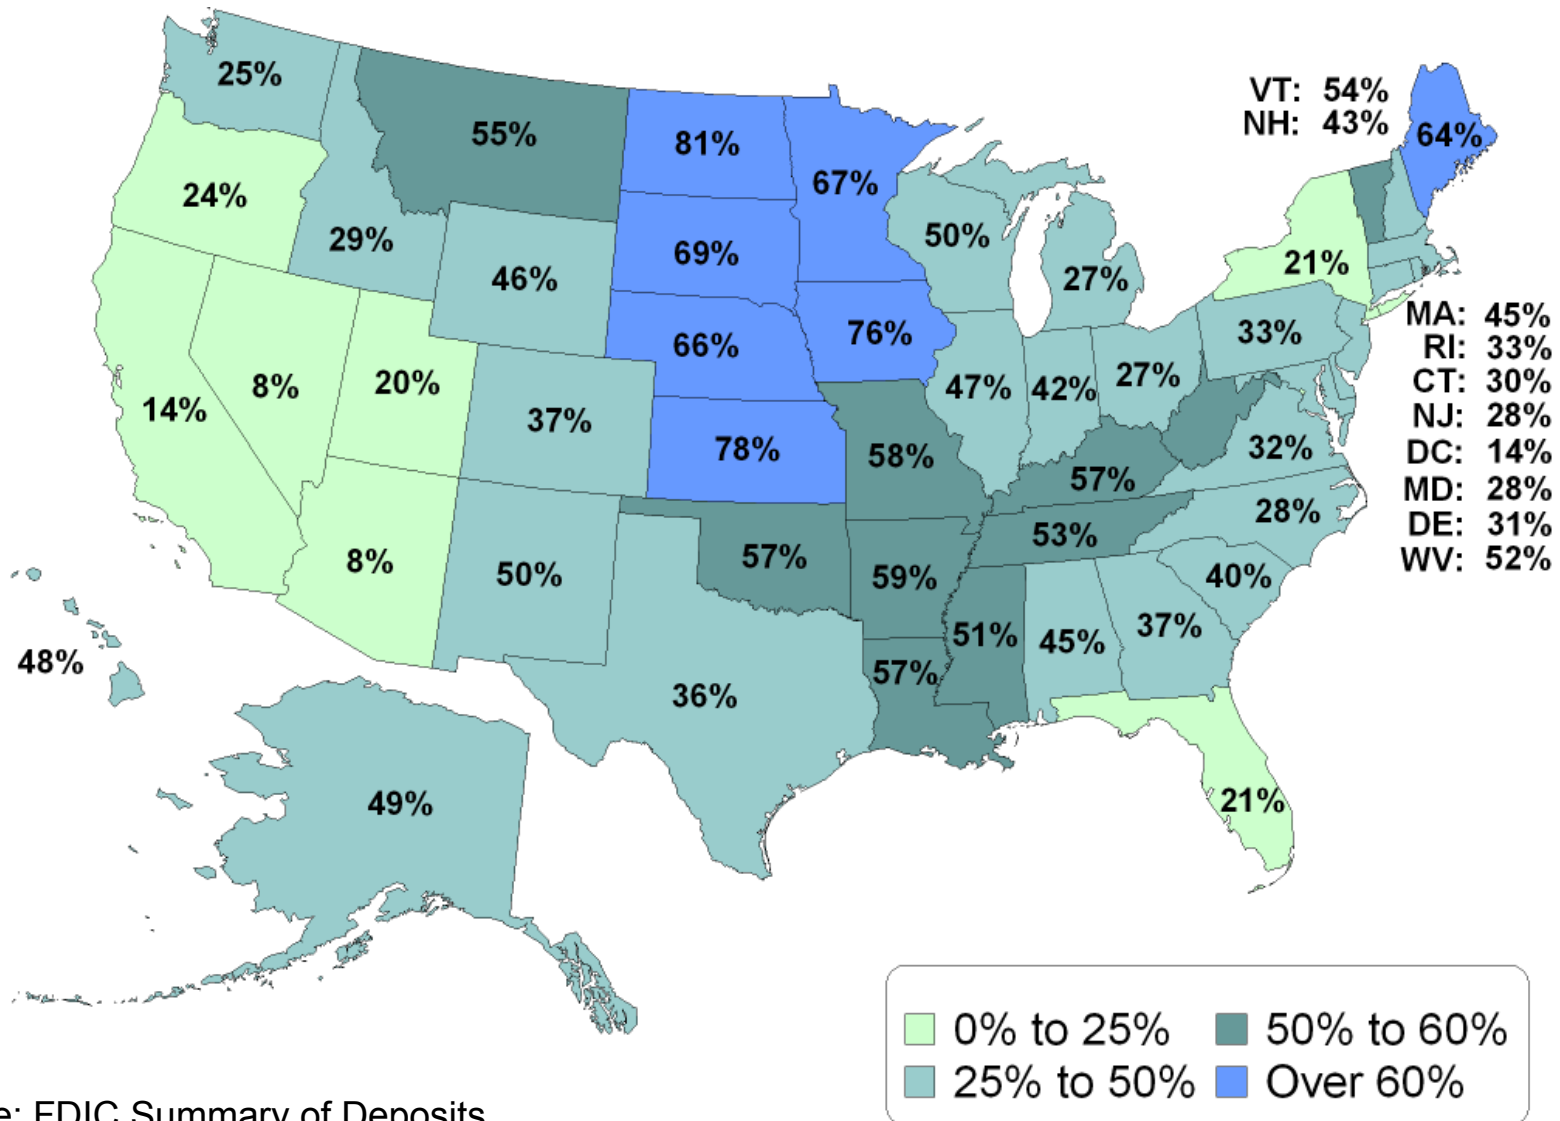 VT: 54%
NH: 43%
64%
25%
55%
81%
67%
24%
29%
46%
69%
50%
27%
21%
MA: 45%
RI: 33%
CT: 30%
NJ: 28%
DC: 14%
MD: 28%
DE: 31%
WV: 52%
14%
8%
20%
37%
66%
76%
47%
42%
27%
33%
78%
58%
57%
32%
8%
50%
57%
59%
53%
28%
40%
51%
45%
37%
57%
36%
48%
49%
21%
0% to 25%
50% to 60%
25% to 50%
Over 60%
e: FDIC Summary of Deposits